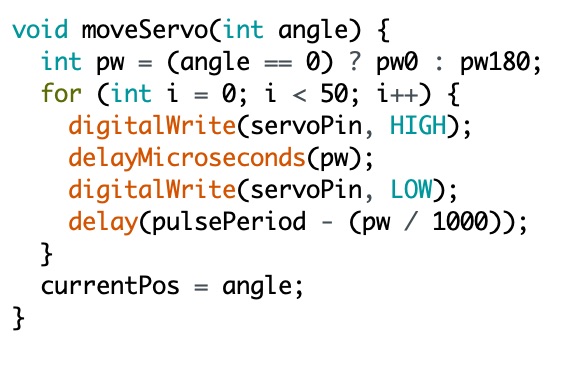 void moveServo(int angle) {
  int pw = (angle == 0) ? pw0 : pw180;
  for (int i = 0; i < 50; i++) {
    digitalWrite(servoPin, HIGH);
    delayMicroseconds(pw);
    digitalWrite(servoPin, LOW);
    delay(pulsePeriod - (pw / 1000));
  }
  currentPos = angle;
}